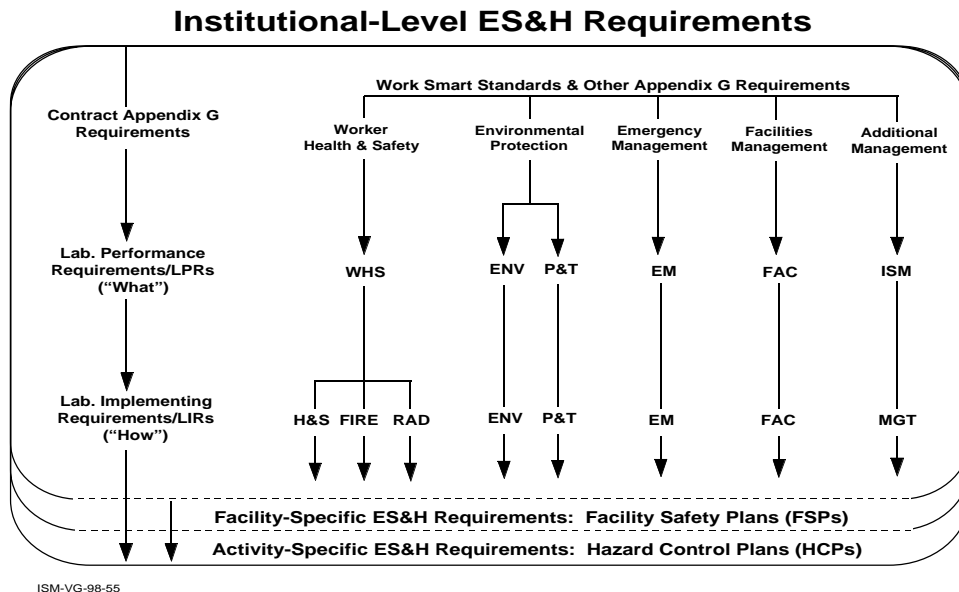 Institutional-Level ES&H Requirements
Work Smart Standards & Other Appendix G Requirements
Contract Appendix G
Requirements
Worker
Health & Safety
Environmental
Protection
Emergency
Management
Facilities
Management
Additional
Management
Lab. Performance
Requirements/LPRs
(“What”)
WHS
ENV
P&T
EM
FAC
ISM
Lab. Implementing
Requirements/LIRs
(“How”)
H&S
FIRE
RAD
ENV
P&T
EM
FAC
MGT
Facility-Specific ES&H Requirements: Facility Safety Plans (FSPs)
Activity-Specific ES&H Requirements: Hazard Control Plans (HCPs)
ISM-VG-98-55